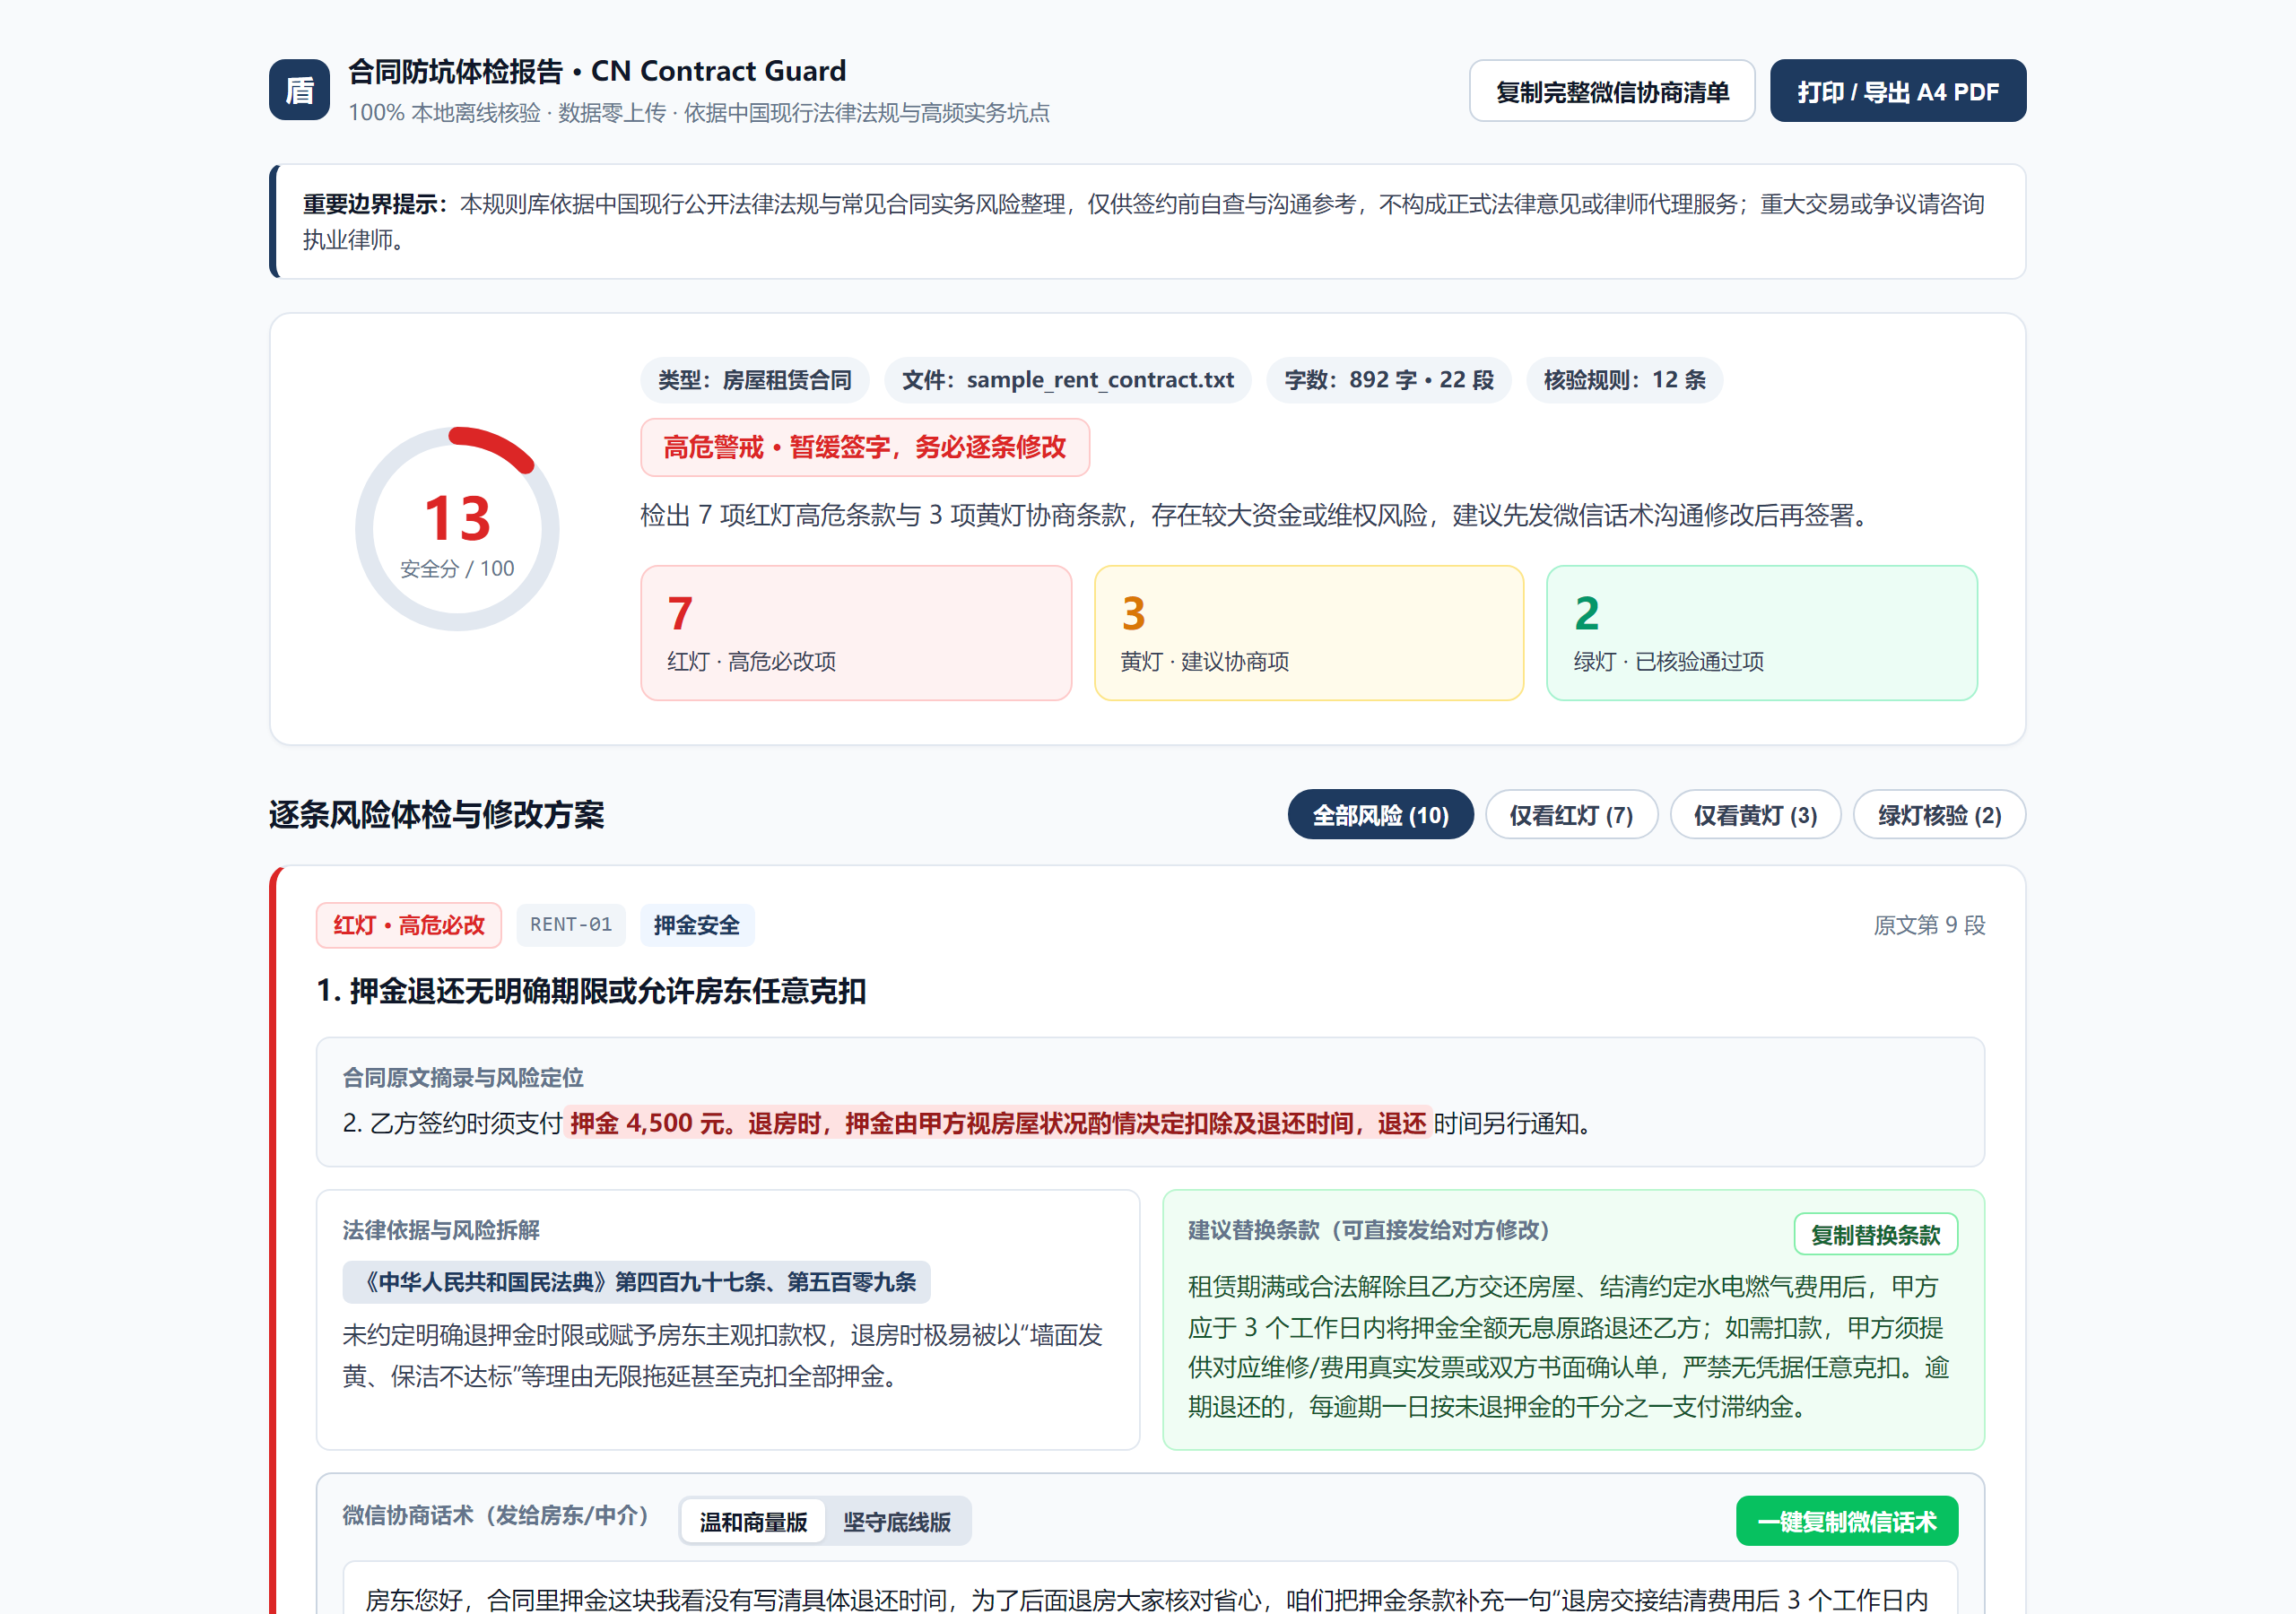 盾
合同防坑体检报告 • CN Contract Guard
100% 本地离线核验 · 数据零上传 · 依据中国现行法律法规与高频实务坑点
复制完整微信协商清单
打印 / 导出 A4 PDF
重要边界提示：本规则库依据中国现行公开法律法规与常见合同实务风险整理，仅供签约前自查与沟通参考，不构成正式法律意见或律师代理服务；重大交易或争议请咨询
执业律师。
类型：房屋租赁合同
文件：sample_rent_contract.txt
字数：892 字 • 22 段
核验规则：12 条
高危警戒 • 暂缓签字，务必逐条修改
13
安全分 / 100
检出 7 项红灯高危条款与 3 项黄灯协商条款，存在较大资金或维权风险，建议先发微信话术沟通修改后再签署。
7
红灯 · 高危必改项
3
黄灯 · 建议协商项
2
绿灯 · 已核验通过项
逐条风险体检与修改方案
全部风险 (10)
仅看红灯 (7)
仅看黄灯 (3)
绿灯核验 (2)
红灯 • 高危必改
RENT-01
押金安全
原文第 9 段
1. 押金退还无明确期限或允许房东任意克扣
合同原文摘录与风险定位
2. 乙方签约时须支付押金 4,500 元。退房时，押金由甲方视房屋状况酌情决定扣除及退还时间，退还时间另行通知。
法律依据与风险拆解
《中华人民共和国民法典》第四百九十七条、第五百零九条
未约定明确退押金时限或赋予房东主观扣款权，退房时极易被以“墙面发
黄、保洁不达标”等理由无限拖延甚至克扣全部押金。
建议替换条款（可直接发给对方修改）
复制替换条款
租赁期满或合法解除且乙方交还房屋、结清约定水电燃气费用后，甲方
应于 3 个工作日内将押金全额无息原路退还乙方；如需扣款，甲方须提
供对应维修/费用真实发票或双方书面确认单，严禁无凭据任意克扣。逾
期退还的，每逾期一日按未退押金的千分之一支付滞纳金。
微信协商话术（发给房东/中介）
温和商量版
坚守底线版
一键复制微信话术
房东您好，合同里押金这块我看没有写清具体退还时间，为了后面退房大家核对省心，咱们把押金条款补充一句“退房交接结清费用后 3 个工作日内